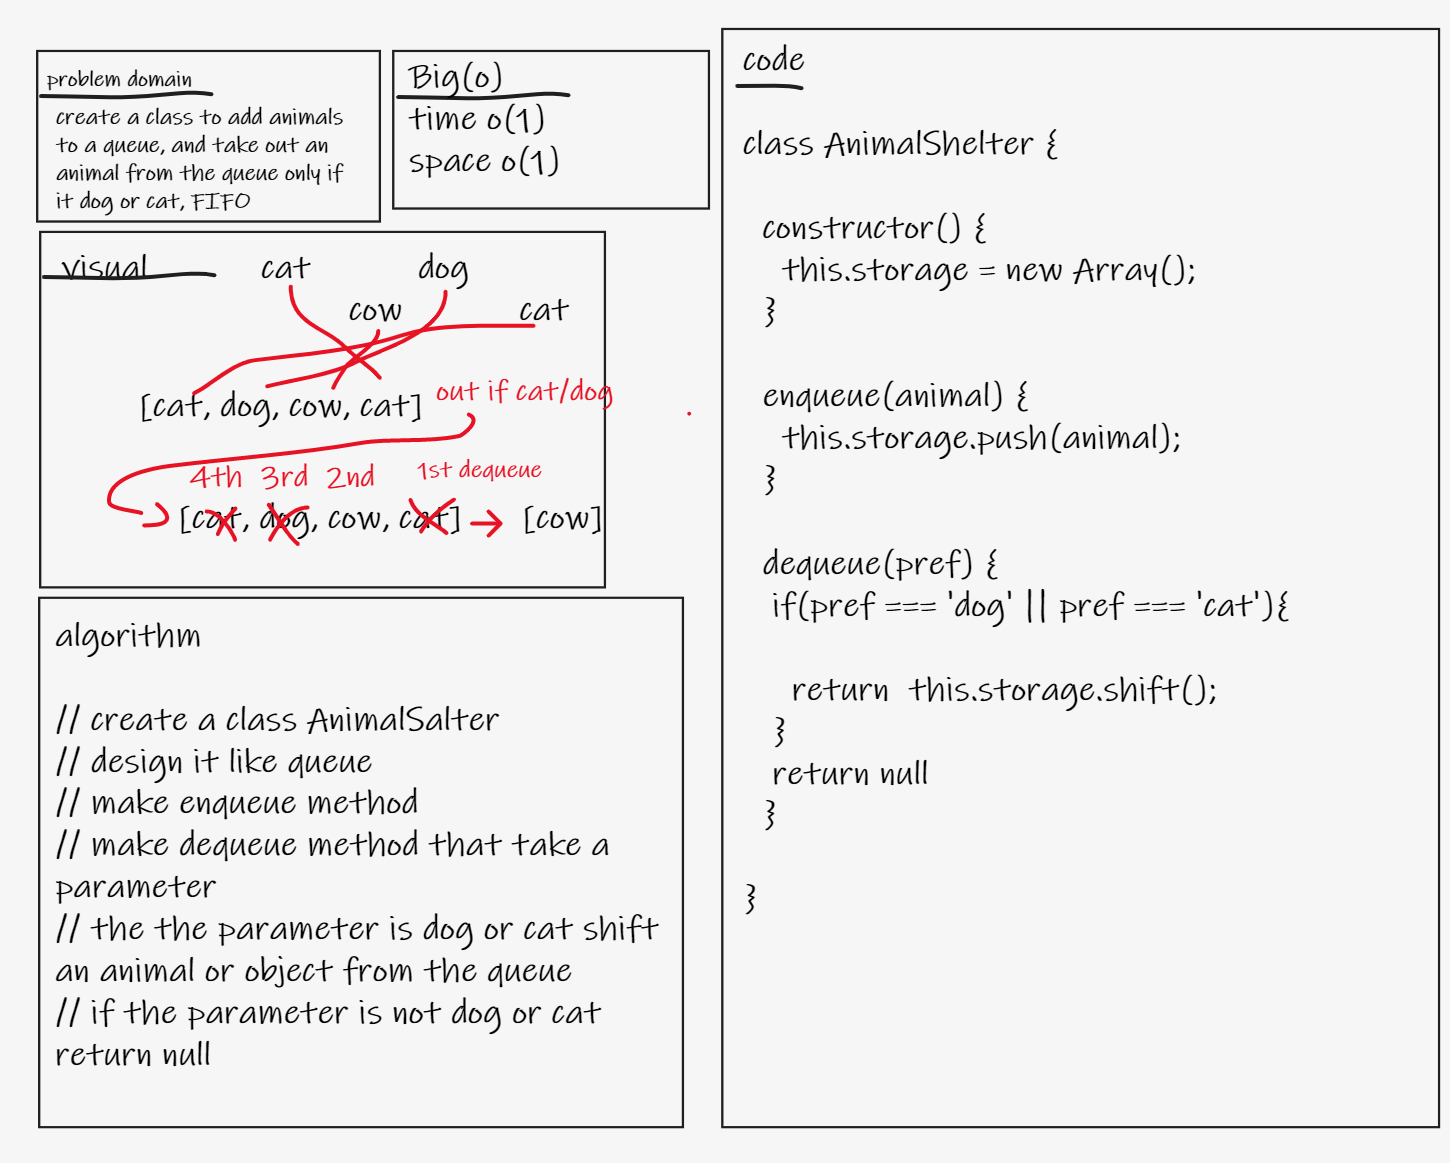 problem domain
create a class to add animals
to a queue, and take out an
animal from the queue only if
it dog or cat, FIFO
Big(o)
time o(1)
space o(1)
visual
cat
dog
cow
cat
[cat, dog, cow, cat]
out if cat/dog
4th 3rd 2nd 1st dequeue
[cat, dog, cow, cat] → [cow]
algorithm
// create a class AnimalSalter
// design it like queue
// make enqueue method
// make dequeue method that take a
parameter
// the the parameter is dog or cat shift
an animal or object from the queue
// if the parameter is not dog or cat
return null
code
class AnimalShelter {
constructor() {
this.storage = new Array();
}
enqueue(animal) {
this.storage.push(animal);
}
dequeue(pref) {
if(pref === 'dog' || pref === 'cat'){
return  this.storage.shift();
}
return null
}
}